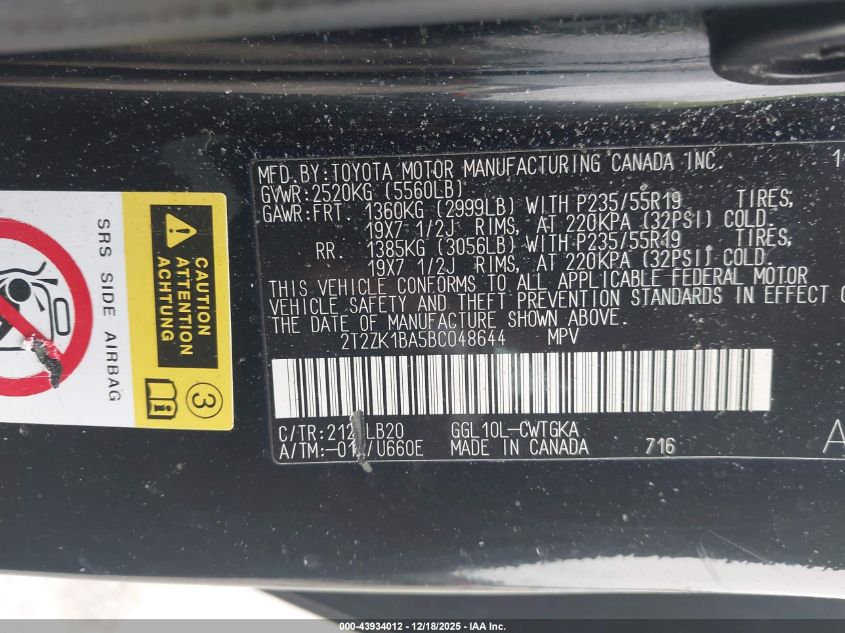 MFD. BY: TOYOTA MOTOR MANUFACTURING CANADA INC.
GVWR: 2520KG (5560LB)
GAWR: FRT. 1360KG (2999LB) WITH P235/55R19 TIRES,
19X7 1/2J RIMS, AT 220KPA (32PSI) COLD.
RR. 1385KG (3056LB) WITH P235/55R19 TIRES,
19X7 1/2J RIMS, AT 220KPA (32PSI) COLD.
THIS VEHICLE CONFORMS TO ALL APPLICABLE FEDERAL MOTOR
VEHICLE SAFETY AND THEFT PREVENTION STANDARDS IN EFFECT
THE DATE OF MANUFACTURE SHOWN ABOVE.
2T2ZK1BA5BC048644 MPV
C/TR: LB20 GGL10L-CWTGKA
A/TM: /U660E MADE IN CANADA 716
SRS SIDE AIRBAG
CAUTION
ATTENTION
ACHTUNG
3
000-43934012 - 12/18/2025 - IAA Inc.